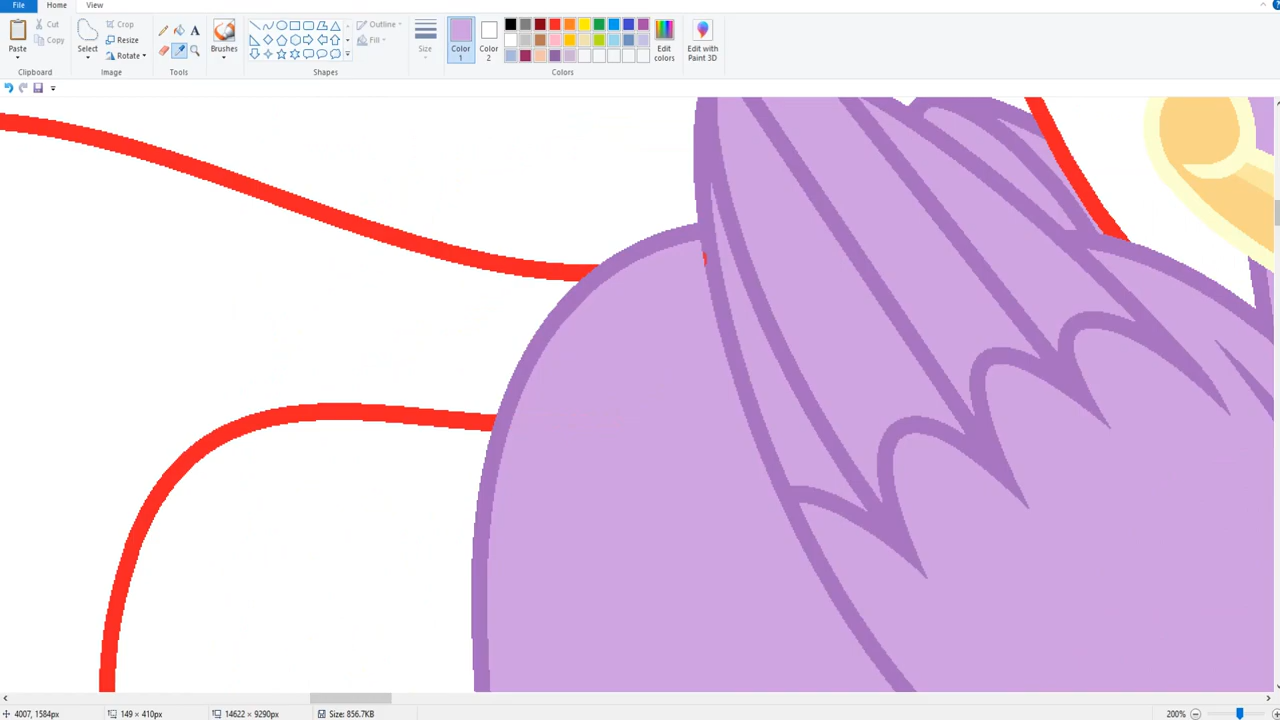 File Home View
Paste Cut Copy
Clipboard
Select Crop Resize Rotate
Image
A
Tools
Brushes
Outline Fill
Shapes
Size
Color 1
Color 2
Edit colors
Colors
Edit with Paint 3D
4007, 1584px 149 × 410px 14622 × 9290px Size: 856.7KB 200%